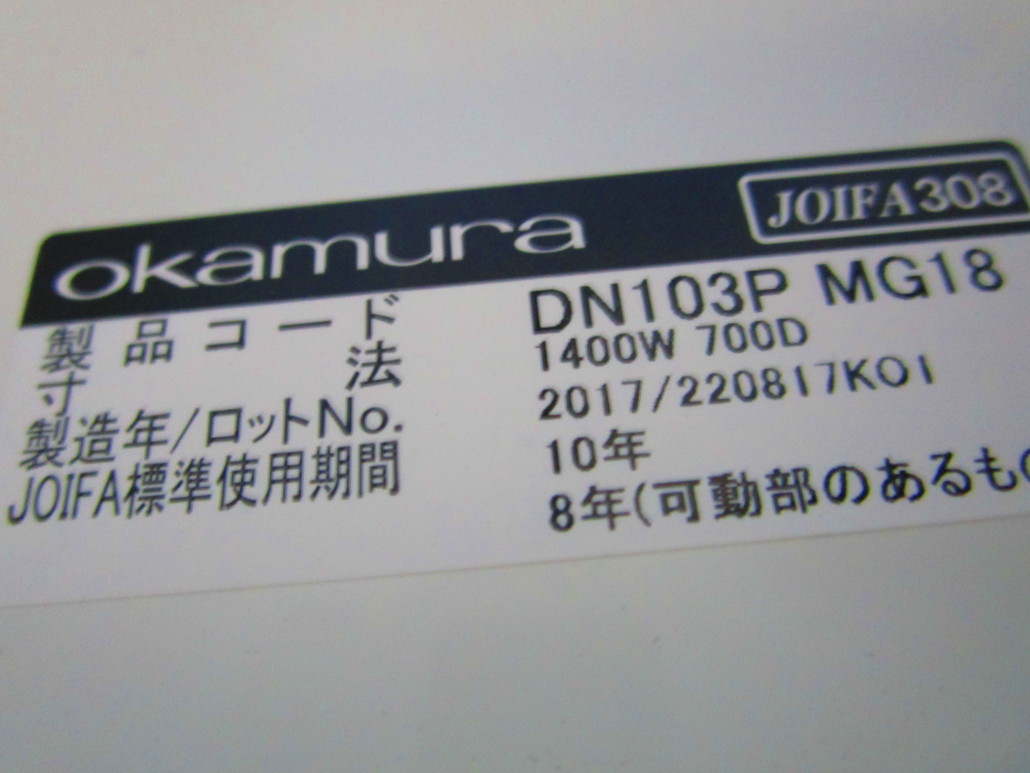 okamura JOIFA308
製品コード DN103P MG18
寸法 1400W 700D
製造年/ロットNo. 2017/220817K01
JOIFA標準使用期間 10年
8年(可動部のあるも